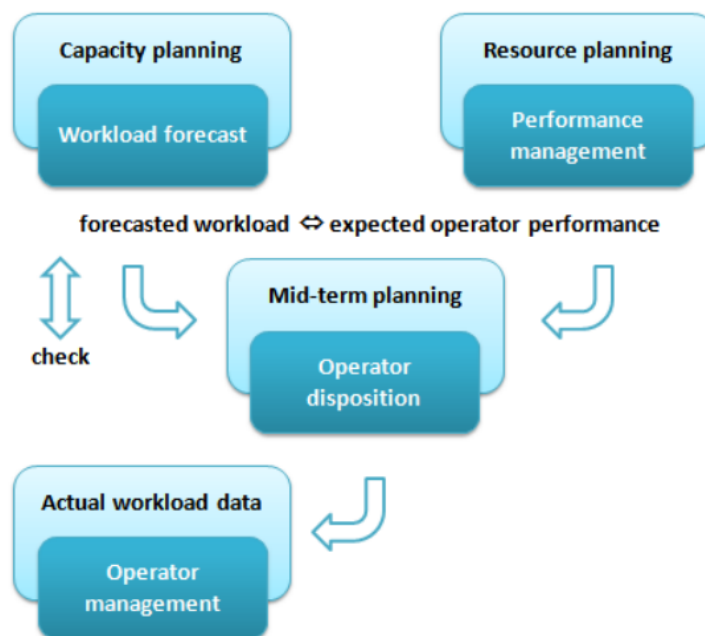 Capacity planning
Workload forecast
Resource planning
Performance
management
forecasted workload ⇔ expected operator performance
check
Mid-term planning
Operator
disposition
Actual workload data
Operator
management